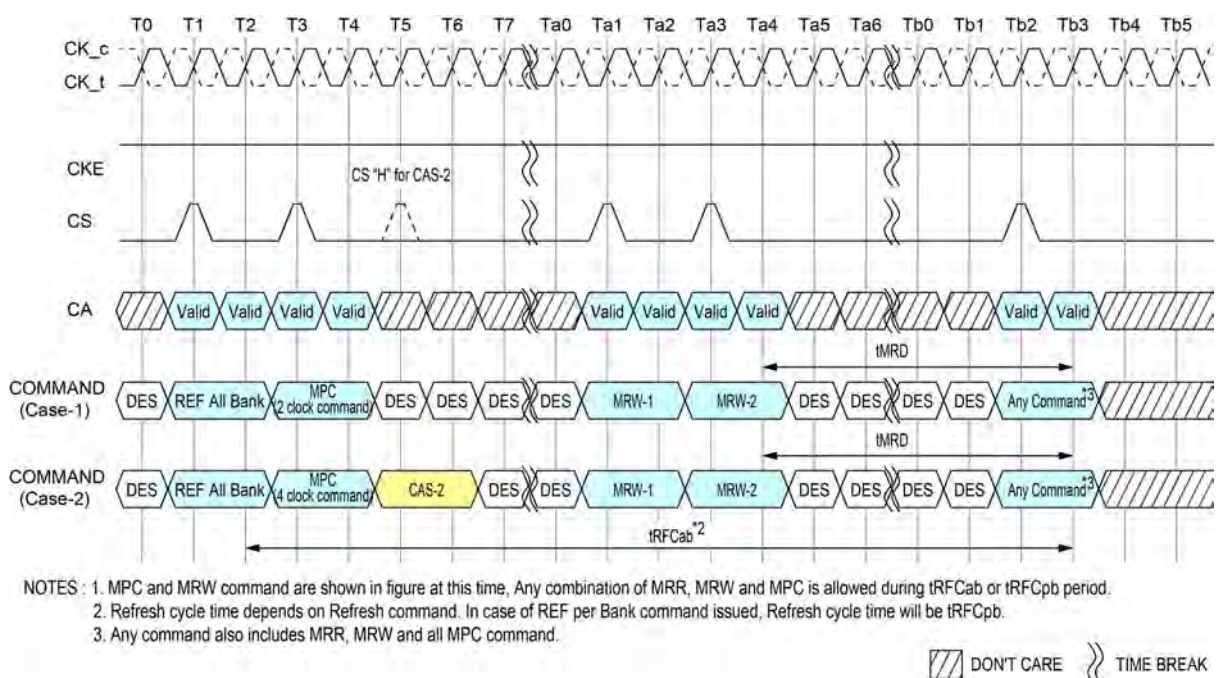 T0 T1 T2 T3 T4 T5 T6 T7 Ta0 Ta1 Ta2 Ta3 Ta4 Ta5 Ta6 Tb0 Tb1 Tb2 Tb3 Tb4 Tb5
CK_c
CK_t
CKE
CS "H" for CAS-2
CS
CA Valid Valid Valid Valid Valid Valid Valid Valid Valid Valid
tMRD
COMMAND
(Case-1)
DES REF All Bank MPC
(2 clock command) DES DES DES DES MRW-1 MRW-2 DES DES DES DES Any Command*3
tMRD
COMMAND
(Case-2)
DES REF All Bank MPC
(4 clock command) CAS-2 DES DES MRW-1 MRW-2 DES DES DES DES Any Command*3
tRFCab*2
NOTES : 1. MPC and MRW command are shown in figure at this time, Any combination of MRR, MRW and MPC is allowed during tRFCab or tRFCpb period.
2. Refresh cycle time depends on Refresh command. In case of REF per Bank command issued, Refresh cycle time will be tRFCpb.
3. Any command also includes MRR, MRW and all MPC command.
DON'T CARE TIME BREAK